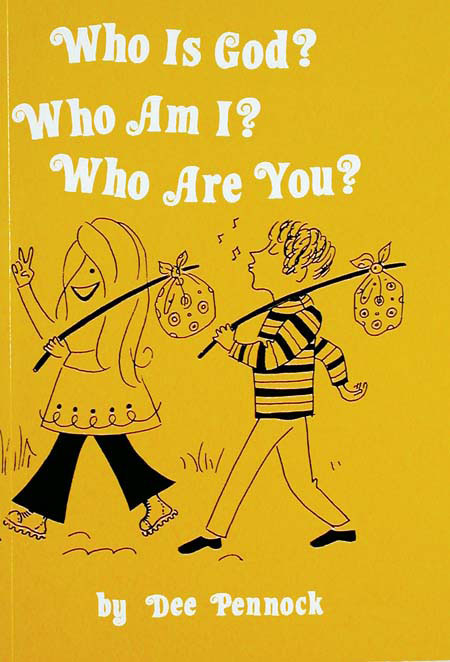 Who Is God?
Who Am I?
Who Are You?
by Dee Pennock